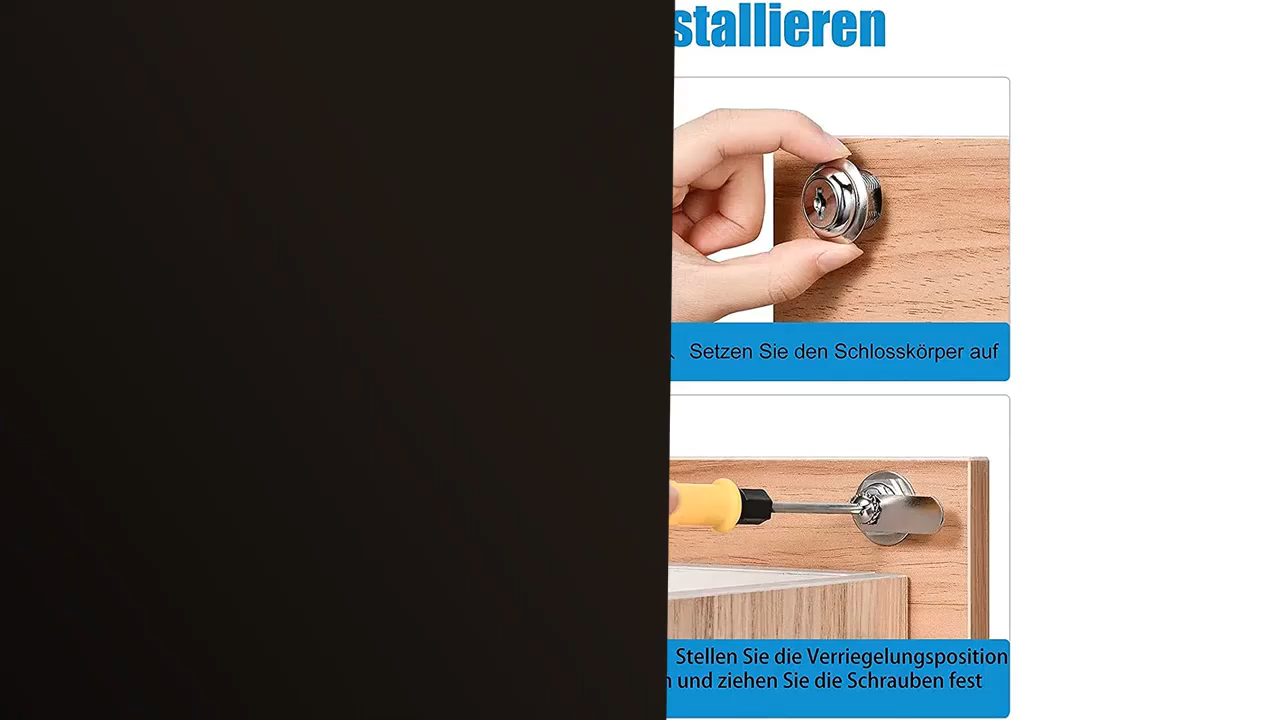 stallieren
Setzen Sie den Schlosskörper auf
Stellen Sie die Verriegelungsposition
und ziehen Sie die Schrauben fest